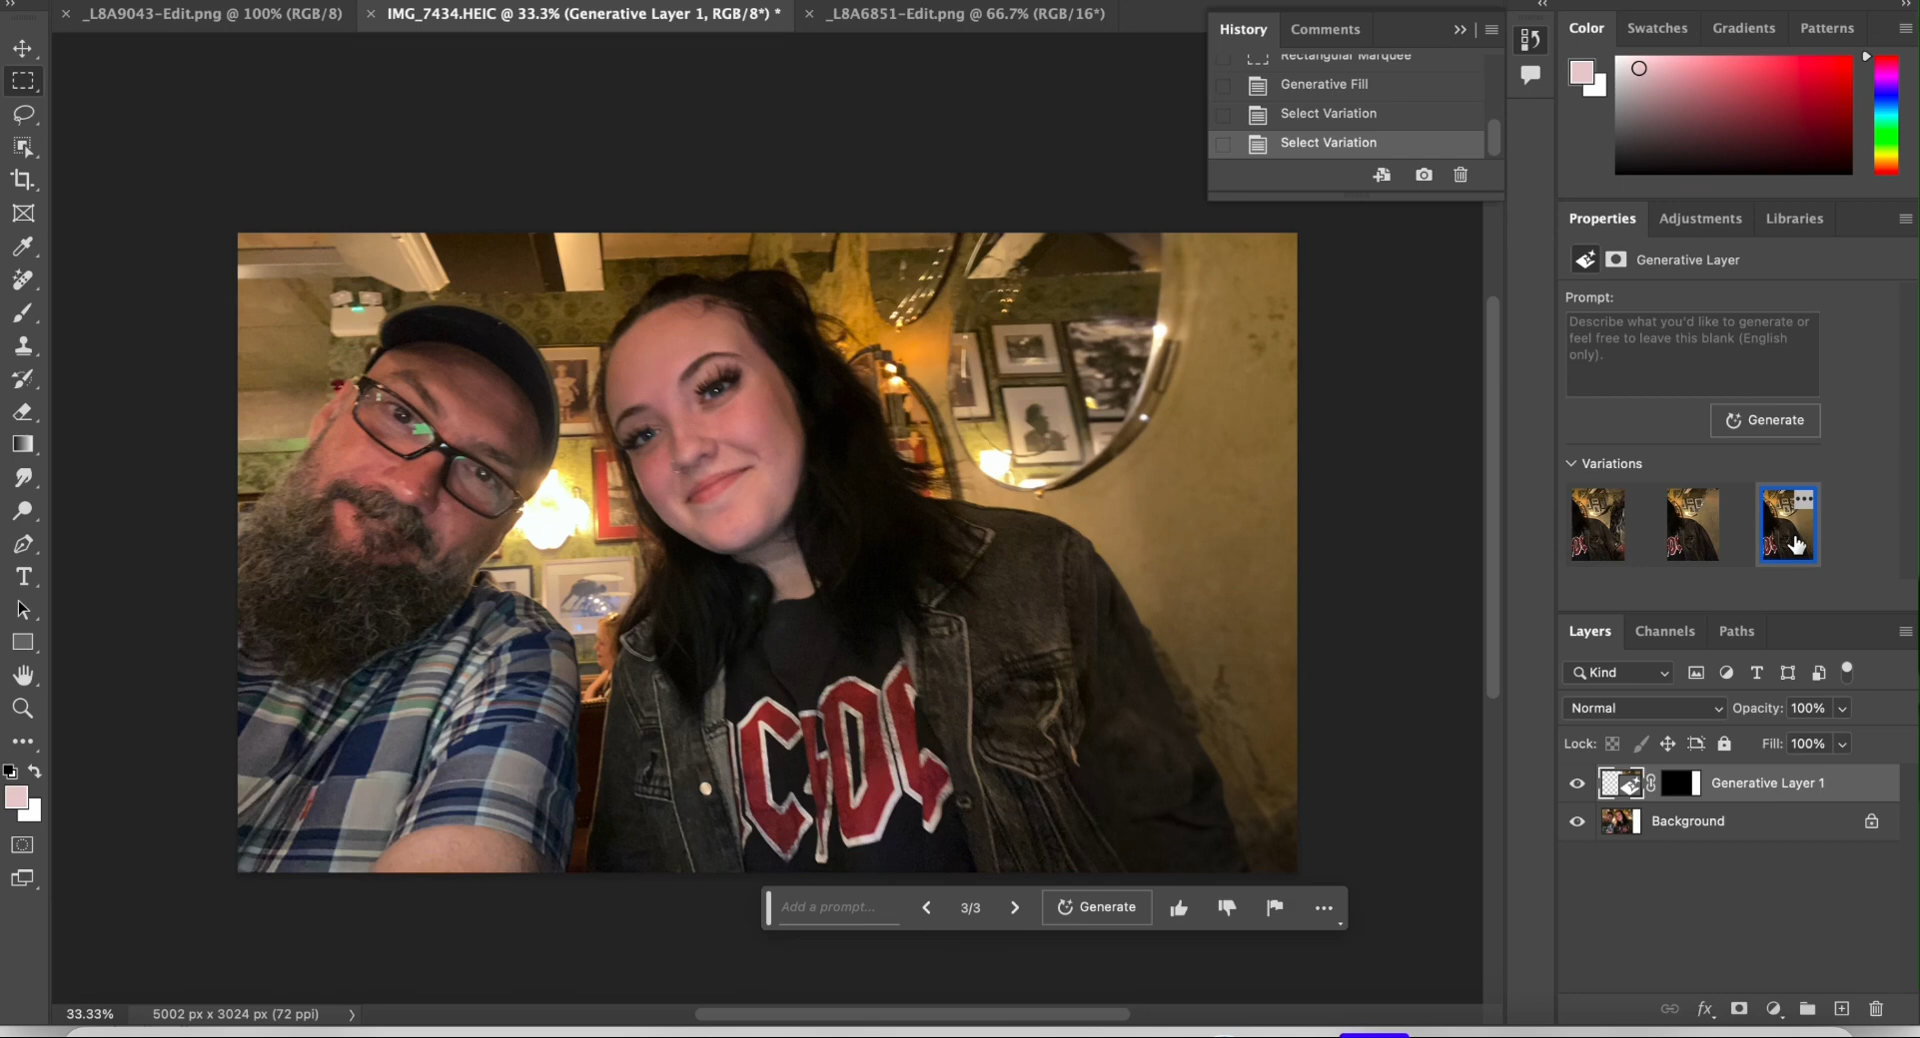 _L8A9043-Edit.png @ 100% (RGB/8)
IMG_7434.HEIC @ 33.3% (Generative Layer 1, RGB/8*) *
_L8A6851-Edit.png @ 66.7% (RGB/16*)
History
Comments
Rectangular Marquee
Generative Fill
Select Variation
Select Variation
Color
Swatches
Gradients
Patterns
Properties
Adjustments
Libraries
Generative Layer
Prompt:
Describe what you'd like to generate or
feel free to leave this blank (English
only).
Generate
Variations
Layers
Channels
Paths
Kind
Normal
Opacity: 100%
Lock:
Fill: 100%
Generative Layer 1
Background
Add a prompt...
3/3
Generate
33.33%
5002 px x 3024 px (72 ppi)